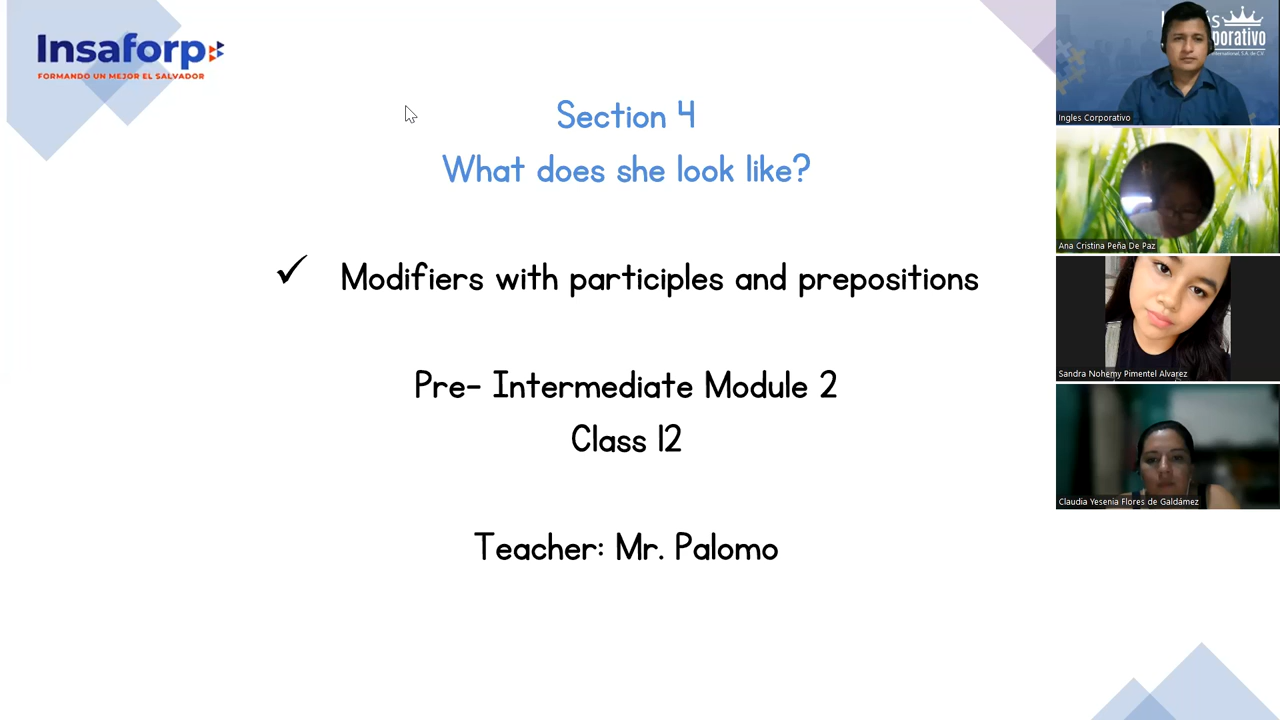 Insaforp
FORMANDO UN MEJOR EL SALVADOR
Section 4
What does she look like?
✓ Modifiers with participles and prepositions
Pre- Intermediate Module 2
Class 12
Teacher: Mr. Palomo
Ingles Corporativo
Ana Cristina Peña De Paz
Sandra Nohemy Pimentel Alvarez
Claudia Yesenia Flores de Galdámez